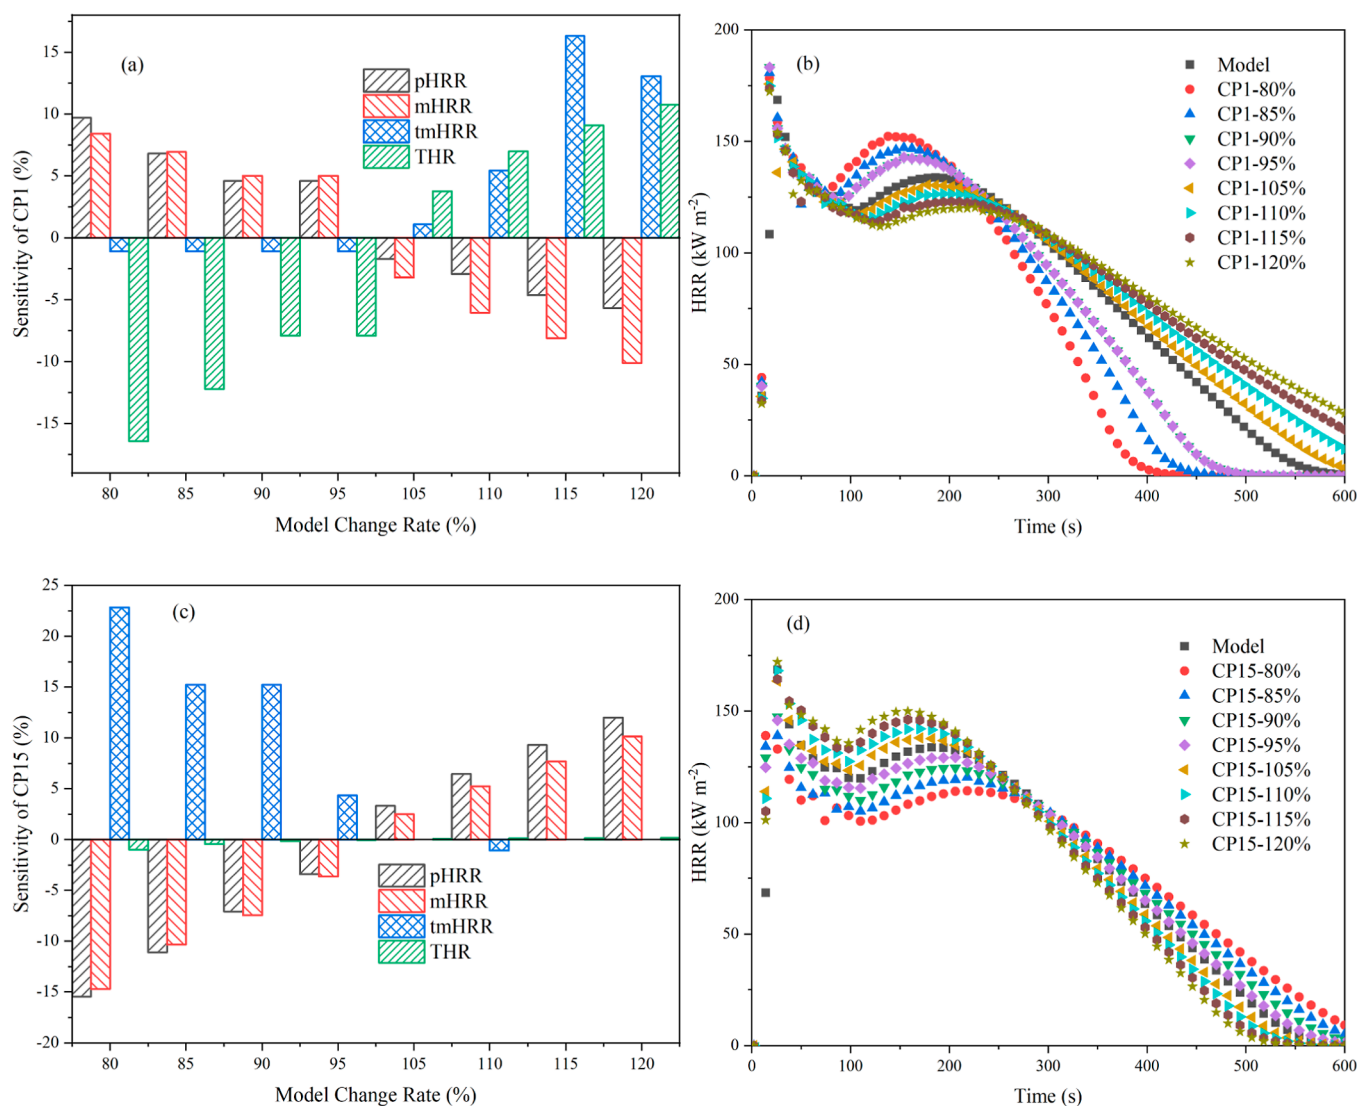 (a)
pHRR
mHRR
tmHRR
THR
15
10
5
0
-5
-10
-15
Sensitivity of CP1 (%)
80 85 90 95 105 110 115 120
Model Change Rate (%)
(b)
Model
CP1-80%
CP1-85%
CP1-90%
CP1-95%
CP1-105%
CP1-110%
CP1-115%
CP1-120%
200
150
100
50
0
HRR (kW m⁻²)
0 100 200 300 400 500 600
Time (s)
(c)
pHRR
mHRR
tmHRR
THR
25
20
15
10
5
0
-5
-10
-15
-20
Sensitivity of CP15 (%)
80 85 90 95 105 110 115 120
Model Change Rate (%)
(d)
Model
CP15-80%
CP15-85%
CP15-90%
CP15-95%
CP15-105%
CP15-110%
CP15-115%
CP15-120%
200
150
100
50
0
HRR (kW m⁻²)
0 100 200 300 400 500 600
Time (s)